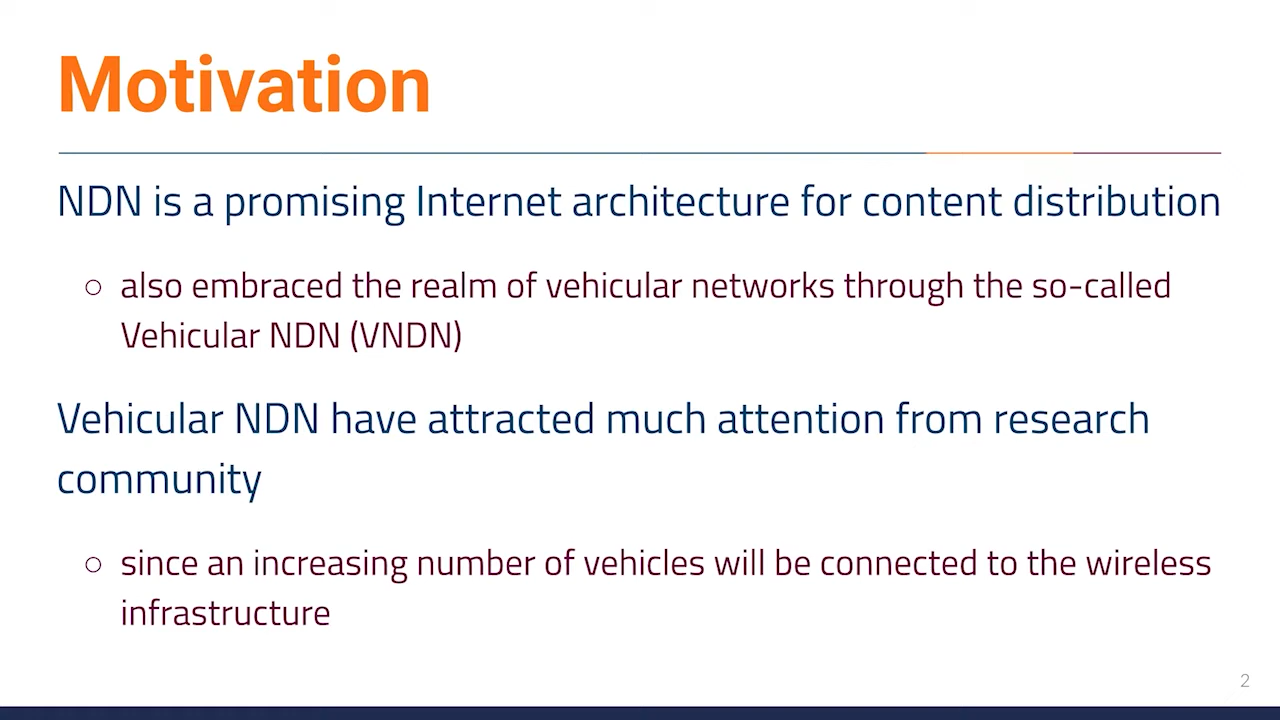 Motivation
NDN is a promising Internet architecture for content distribution
○ also embraced the realm of vehicular networks through the so-called
Vehicular NDN (VNDN)
Vehicular NDN have attracted much attention from research
community
○ since an increasing number of vehicles will be connected to the wireless
infrastructure
2